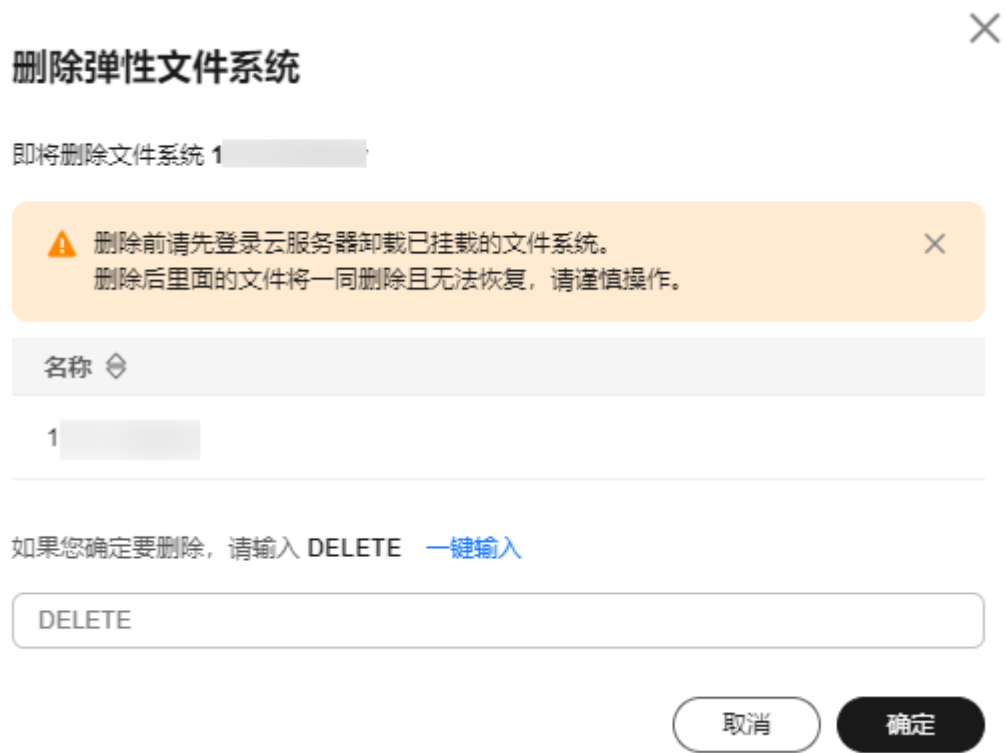 删除弹性文件系统
即将删除文件系统 1
删除前请先登录云服务器卸载已挂载的文件系统。
删除后里面的文件将一同删除且无法恢复，请谨慎操作。
名称
1
如果您确定要删除，请输入 DELETE 一键输入
DELETE
取消 确定